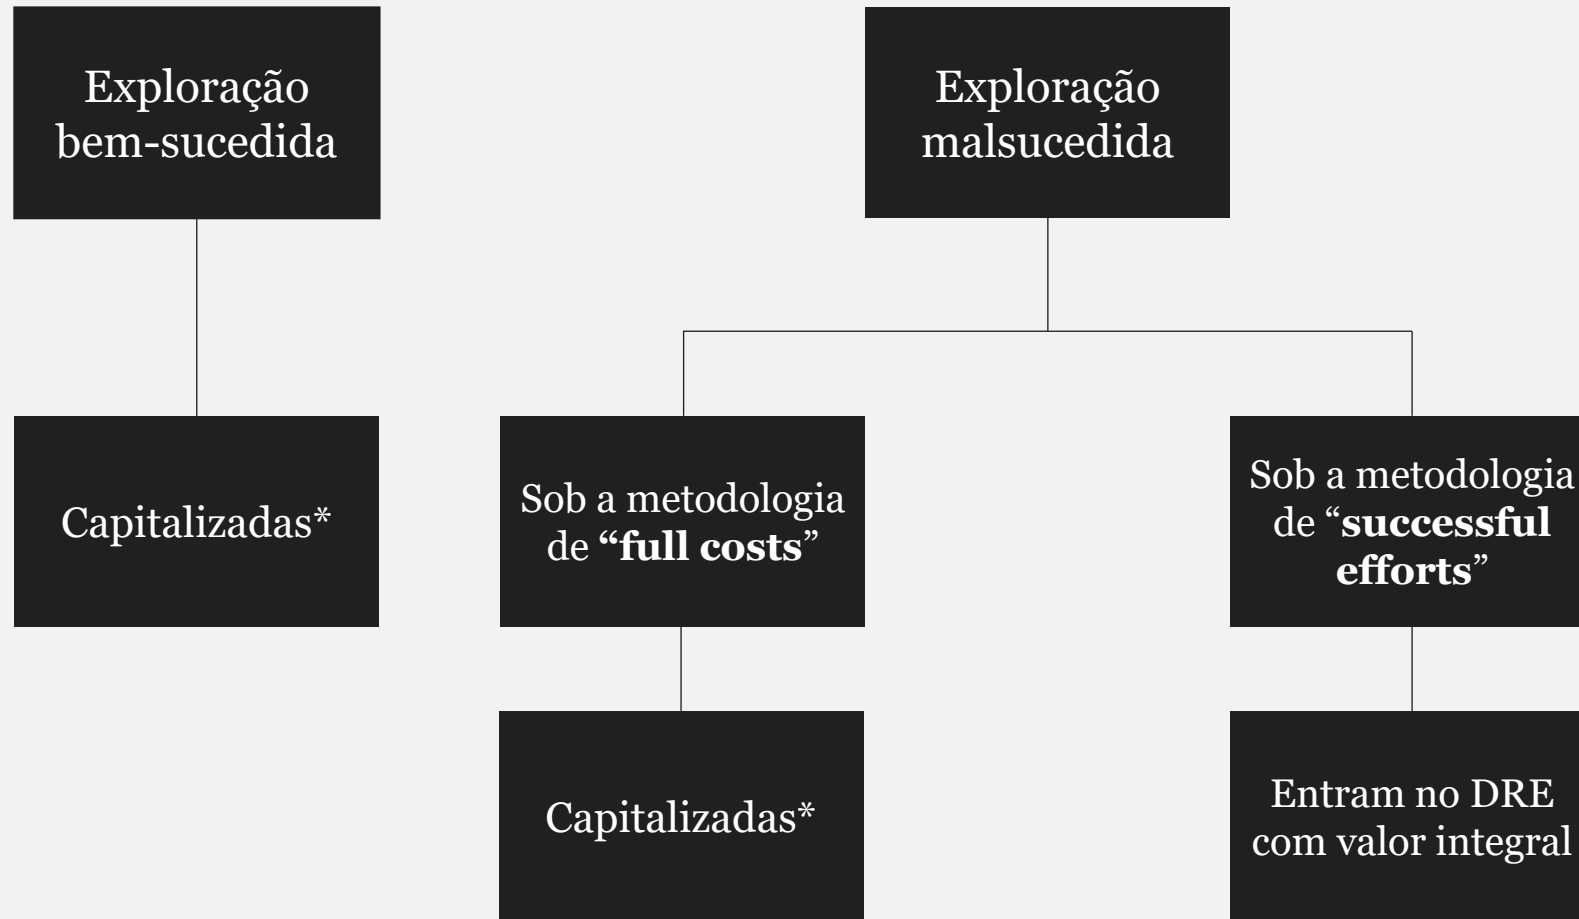 Exploração
bem-sucedida
Exploração
malsucedida
Capitalizadas*
Sob a metodologia
de “full costs”
Sob a metodologia
de “successful
efforts”
Capitalizadas*
Entram no DRE
com valor integral